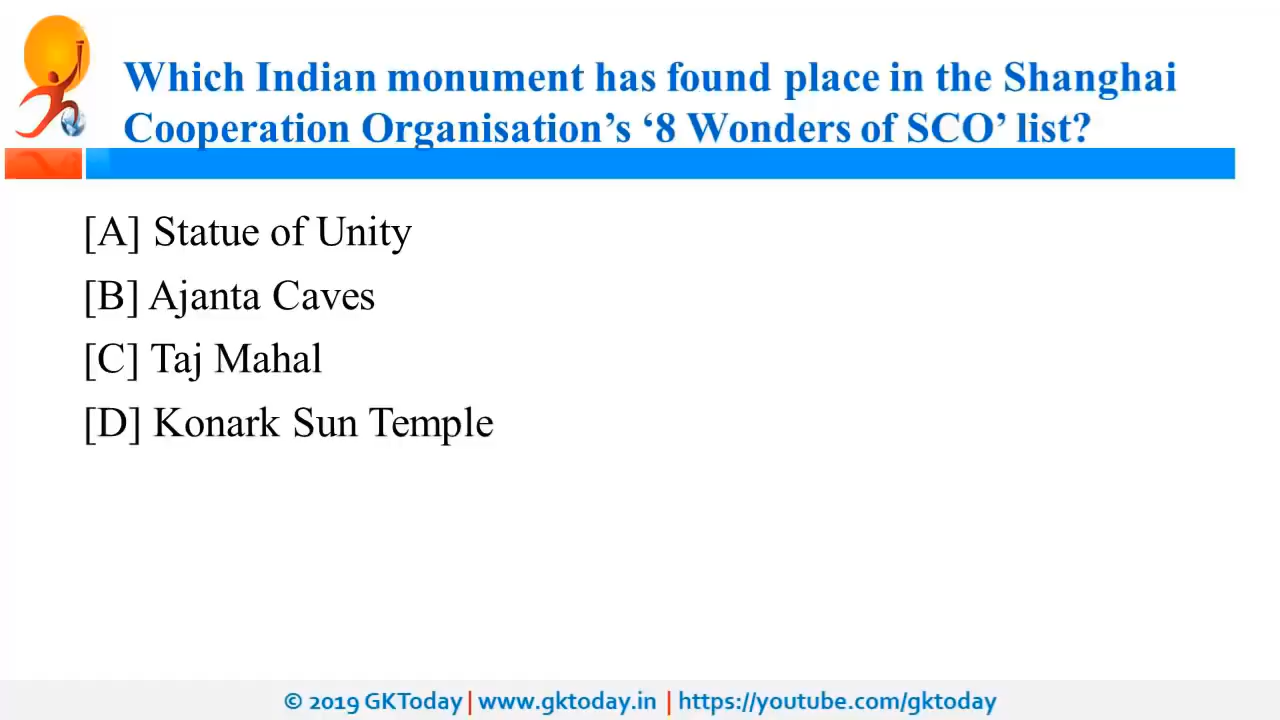 Which Indian monument has found place in the Shanghai
Cooperation Organisation’s ‘8 Wonders of SCO’ list?
[A] Statue of Unity
[B] Ajanta Caves
[C] Taj Mahal
[D] Konark Sun Temple
© 2019 GKToday | www.gktoday.in | https://youtube.com/gktoday